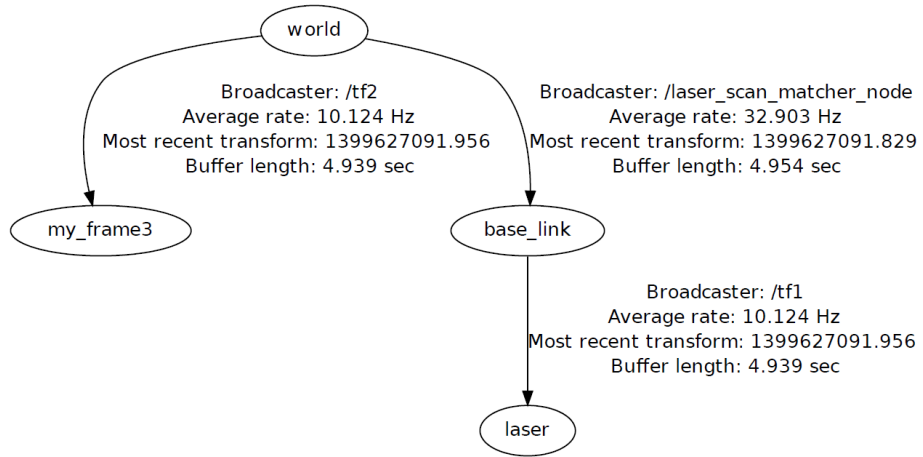 world
Broadcaster: /tf2
Average rate: 10.124 Hz
Most recent transform: 1399627091.956
Buffer length: 4.939 sec
Broadcaster: /laser_scan_matcher_node
Average rate: 32.903 Hz
Most recent transform: 1399627091.829
Buffer length: 4.954 sec
my_frame3
base_link
Broadcaster: /tf1
Average rate: 10.124 Hz
Most recent transform: 1399627091.956
Buffer length: 4.939 sec
laser